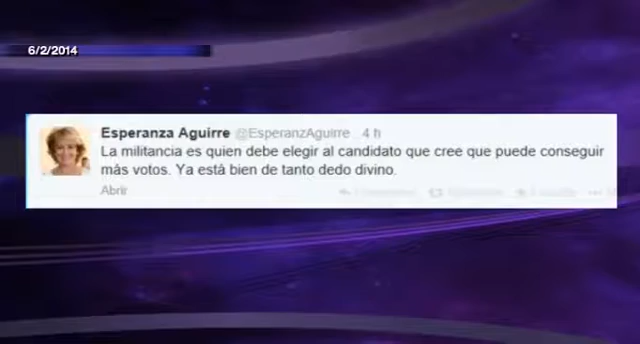 6/2/2014
Esperanza Aguirre @EsperanzAguirre 4 h
La militancia es quien debe elegir al candidato que cree que puede conseguir
más votos. Ya está bien de tanto dedo divino.
Abrir